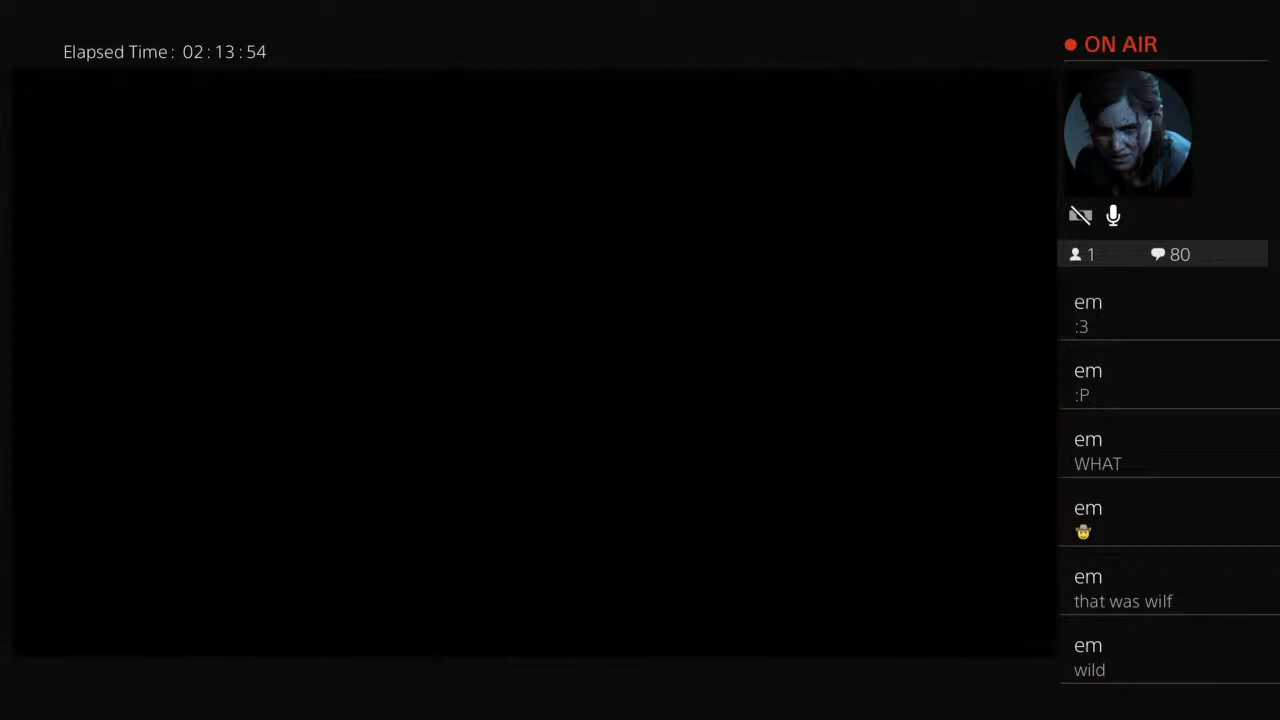 Elapsed Time: 02:13:54
ON AIR
1 80
em
:3
em
:P
em
WHAT
em
🤠
em
that was wilf
em
wild